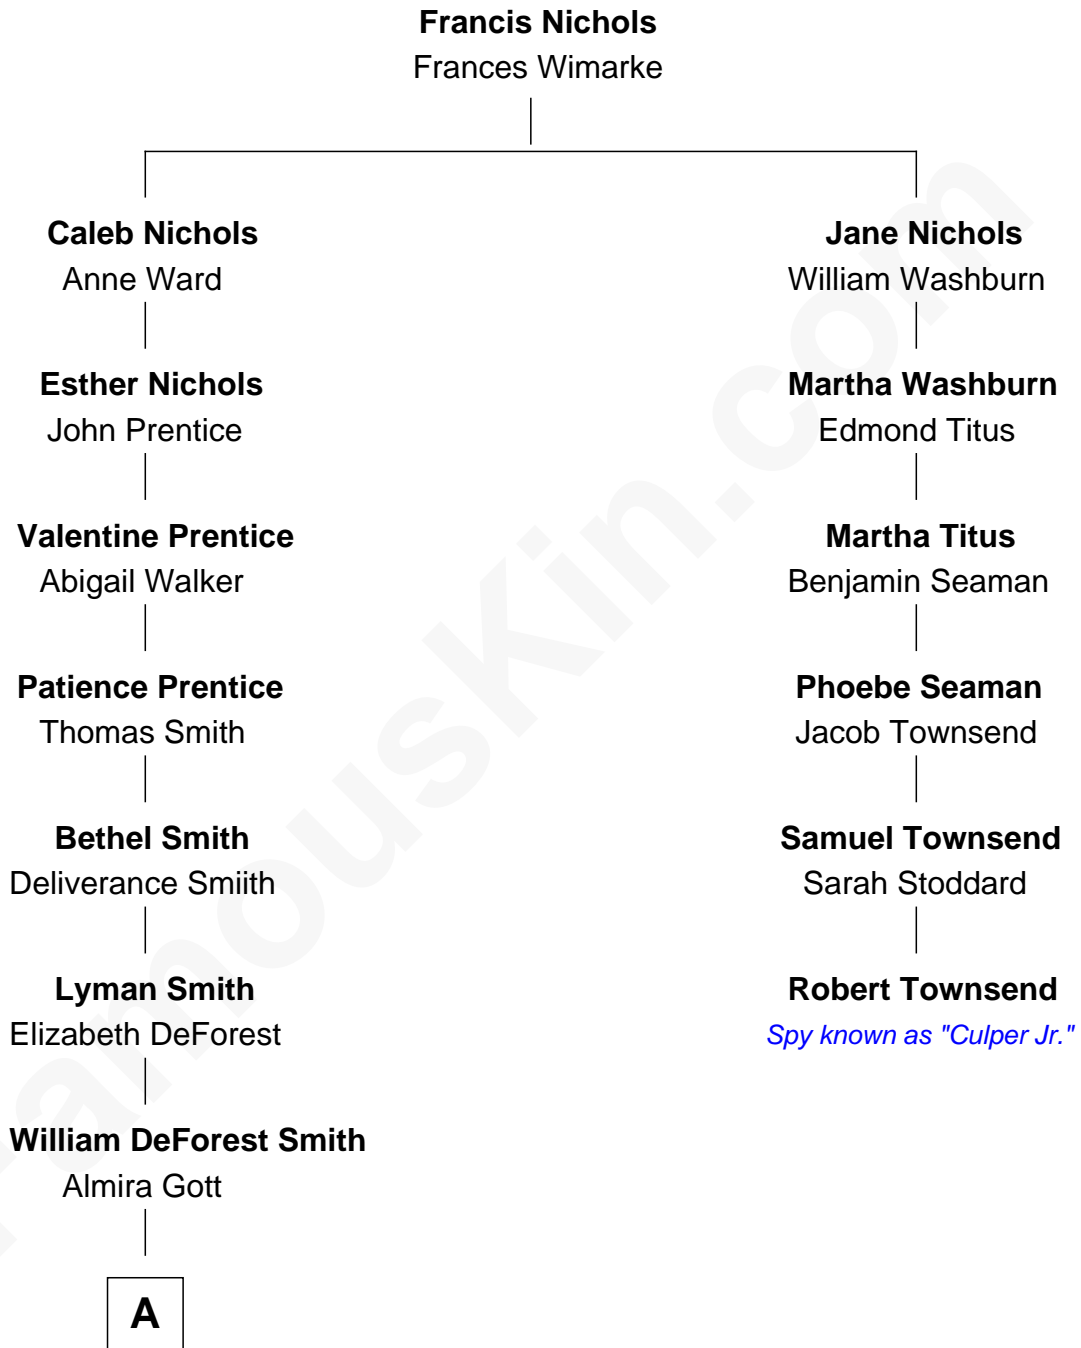 Francis Nichols
Frances Wimarke
Caleb Nichols
Anne Ward
Jane Nichols
William Washburn
Esther Nichols
John Prentice
Martha Washburn
Edmond Titus
Valentine Prentice
Abigail Walker
Martha Titus
Benjamin Seaman
Patience Prentice
Thomas Smith
Phoebe Seaman
Jacob Townsend
Bethel Smith
Deliverance Smiith
Samuel Townsend
Sarah Stoddard
Lyman Smith
Elizabeth DeForest
Robert Townsend
Spy known as "Culper Jr."
William DeForest Smith
Almira Gott
A
FamousKin.com